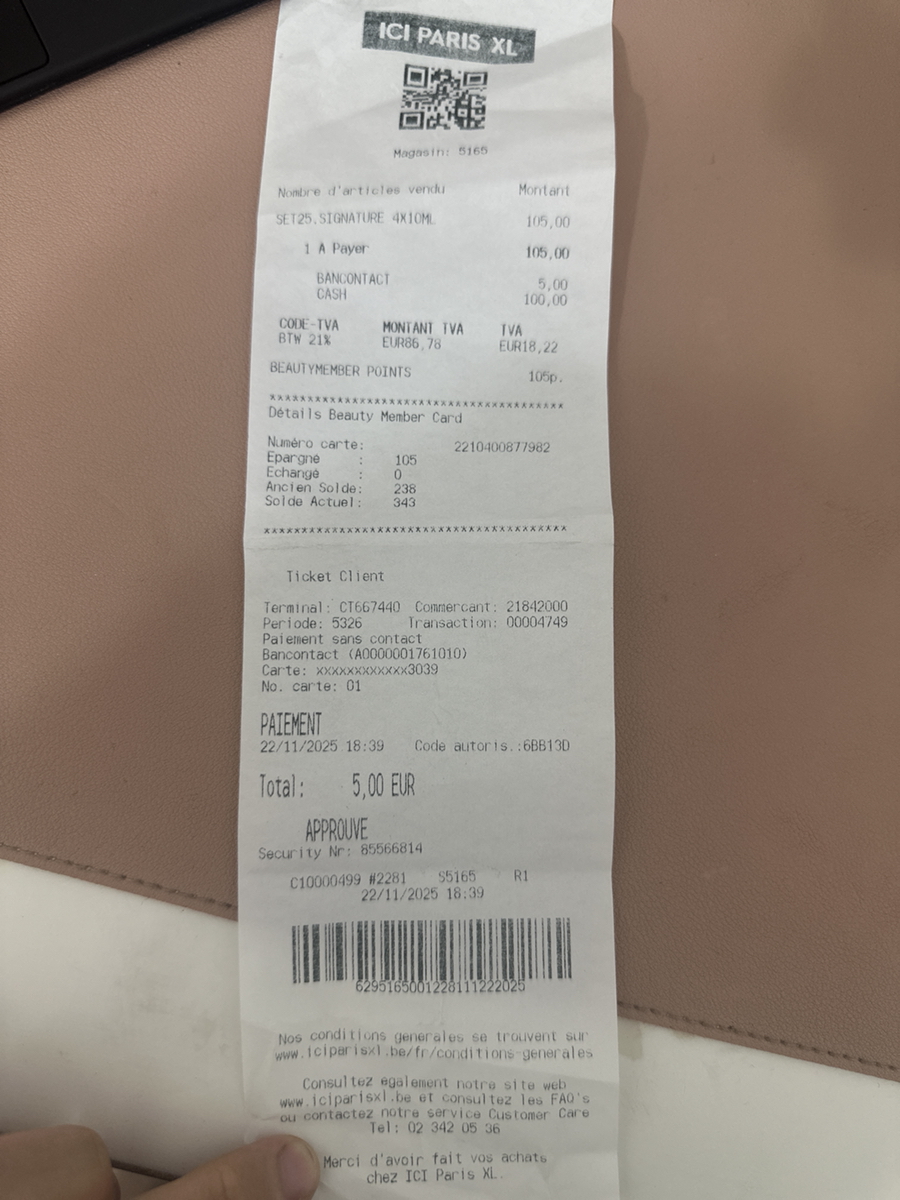 ICI PARIS XL
Magasin: 5165
Nombre d'articles vendu Montant
SET25.SIGNATURE 4X10ML 105,00
1 A Payer 105,00
BANCONTACT 5,00
CASH 100,00
CODE-TVA MONTANT TVA TVA
BTW 21% EUR86,78 EUR18,22
BEAUTYMEMBER POINTS 105p.
***************************************
Détails Beauty Member Card
Numéro carte: 2210400877982
Epargne : 105
Echangé : 0
Ancien Solde: 238
Solde Actuel: 343
***************************************
Ticket Client
Terminal: CT667440 Commercant: 21842000
Periode: 5326 Transaction: 00004749
Paiement sans contact
Bancontact (A0000001761010)
Carte: xxxxxxxxxxxx3039
No. carte: 01
PAIEMENT
22/11/2025 18:39 Code autoris.:6BB13D
Total: 5,00 EUR
APPROUVE
Security Nr: 85566814
C10000499 #2281 S5165 R1
22/11/2025 18:39
6295165001228111222025
Nos conditions generales se trouvent sur
www.iciparisxl.be/fr/conditions-generales
Consultez egalement notre site web
www.iciparisxl.be et consultez les FAQ's
ou contactez notre service Customer Care
Tel: 02 342 05 36
Merci d'avoir fait vos achats
chez ICI Paris XL.